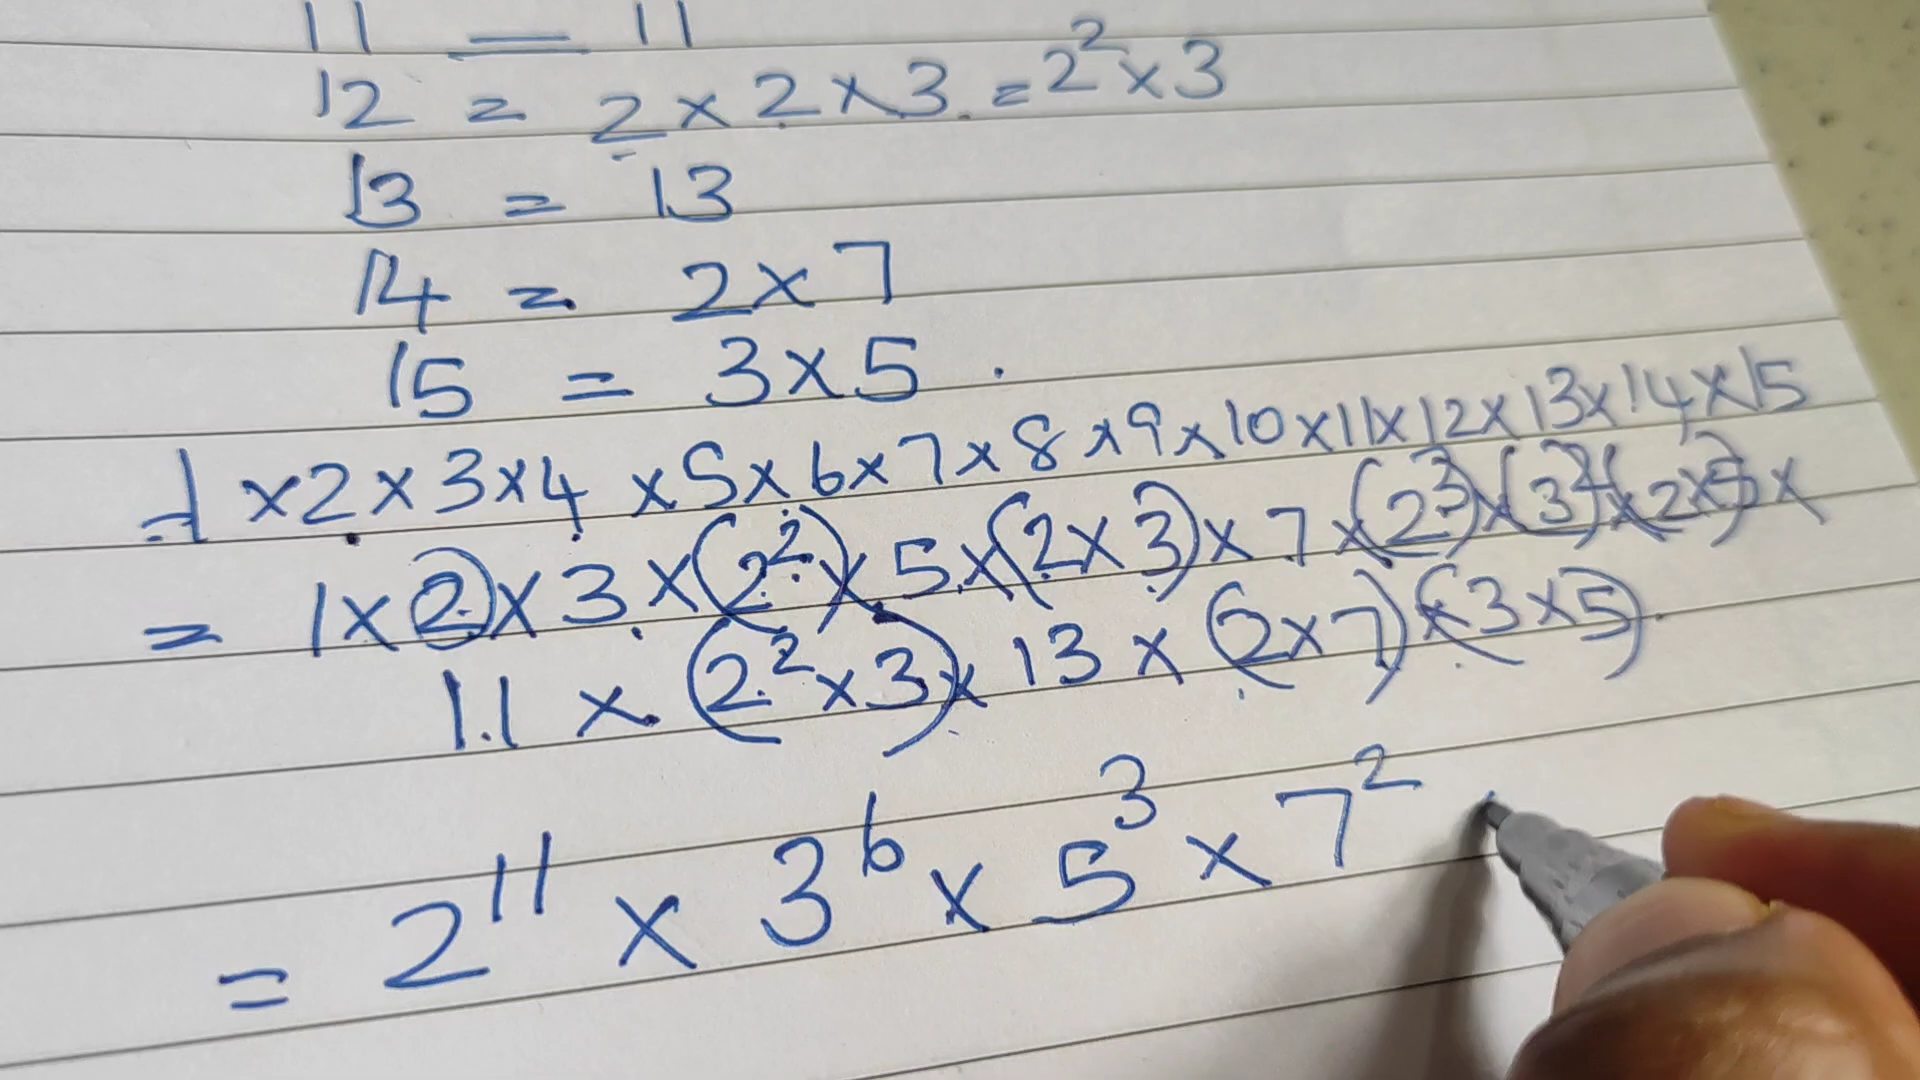 11 = 11
12 = 2 × 2 × 3 = 2² × 3
13 = 13
14 = 2 × 7
15 = 3 × 5 .
= 1 × 2 × 3 × 4 × 5 × 6 × 7 × 8 × 9 × 10 × 11 × 12 × 13 × 14 × 15
= 1 × 2 × 3 × (2²) × 5 × (2 × 3) × 7 × (2³) × (3²) × (2 × 5) ×
11 × (2² × 3) × 13 × (2 × 7) × (3 × 5)
= 2¹¹ × 3⁶ × 5³ × 7²